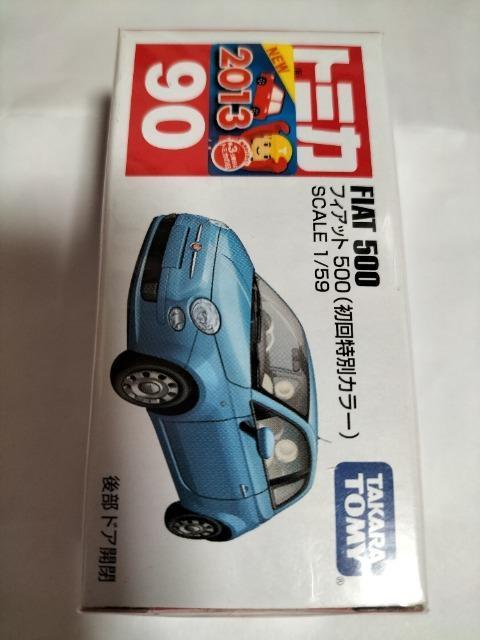 トミカ
NEW
2013
90
FIAT 500
フィアット 500 (初回特別カラー)
SCALE 1/59
TAKARA
TOMY®
後部ドア開閉